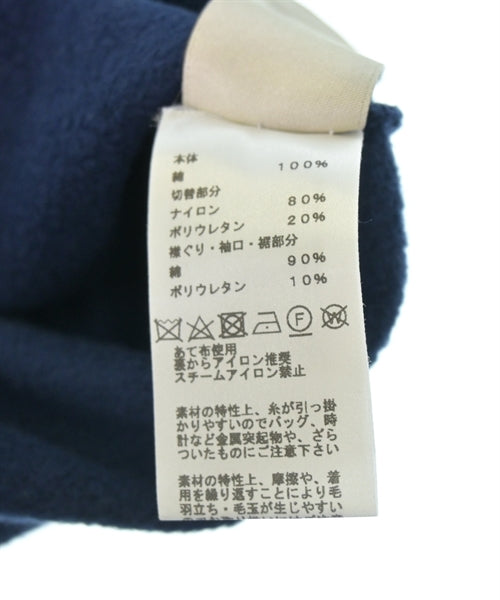 本体
綿 100%
切替部分
ナイロン 80%
ポリウレタン 20%
襟ぐり・袖口・裾部分
綿 90%
ポリウレタン 10%
F W
あて布使用
裏からアイロン推奨
スチームアイロン禁止
素材の特性上、糸が引っ掛
かりやすいのでバッグ、時
計など金属突起物や、ざら
ついたものにご注意下さい
素材の特性上、摩擦や、着
用を繰り返すことにより毛
羽立ち・毛玉が生じやすい